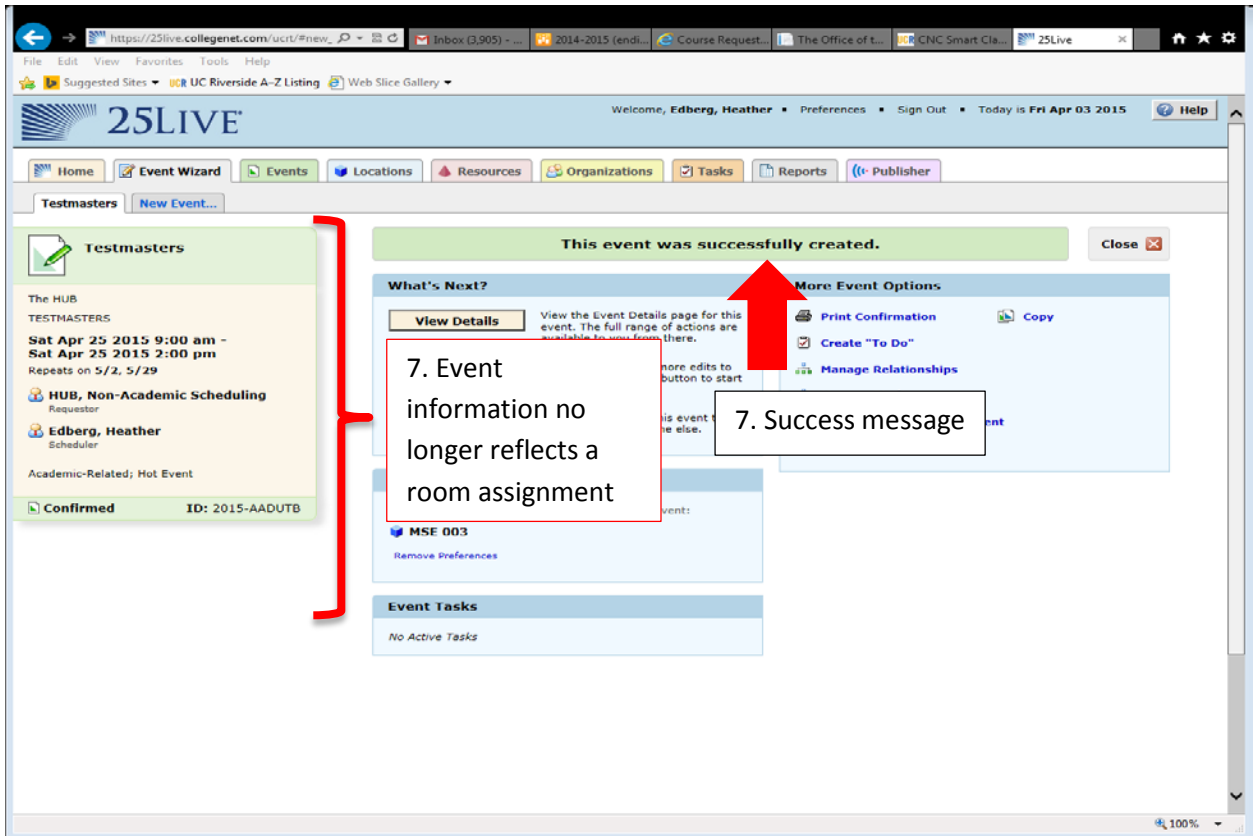 https://25live.collegenet.com/ucrt/#new_
Inbox (3,905) - ...
2014-2015 (endi...
Course Request...
The Office of t...
UCR CNC Smart Cla...
25Live
File Edit View Favorites Tools Help
Suggested Sites UCR UC Riverside A-Z Listing Web Slice Gallery
25LIVE
Welcome, Edberg, Heather Preferences Sign Out Today is Fri Apr 03 2015
Help
Home Event Wizard Events Locations Resources Organizations Tasks Reports Publisher
Testmasters New Event...
Testmasters
The HUB
TESTMASTERS
Sat Apr 25 2015 9:00 am -
Sat Apr 25 2015 2:00 pm
Repeats on 5/2, 5/29
HUB, Non-Academic Scheduling
Requestor
Edberg, Heather
Scheduler
Academic-Related; Hot Event
Confirmed ID: 2015-AADUTB
This event was successfully created.
Close
What's Next?
View Details
View the Event Details page for this
event. The full range of actions are
available to you from there.
more edits to
button to start
his event
e else.
7. Event
information no
longer reflects a
room assignment
vent:
MSE 003
Remove Preferences
Event Tasks
No Active Tasks
More Event Options
Print Confirmation
Copy
Create "To Do"
Manage Relationships
ent
7. Success message
100%